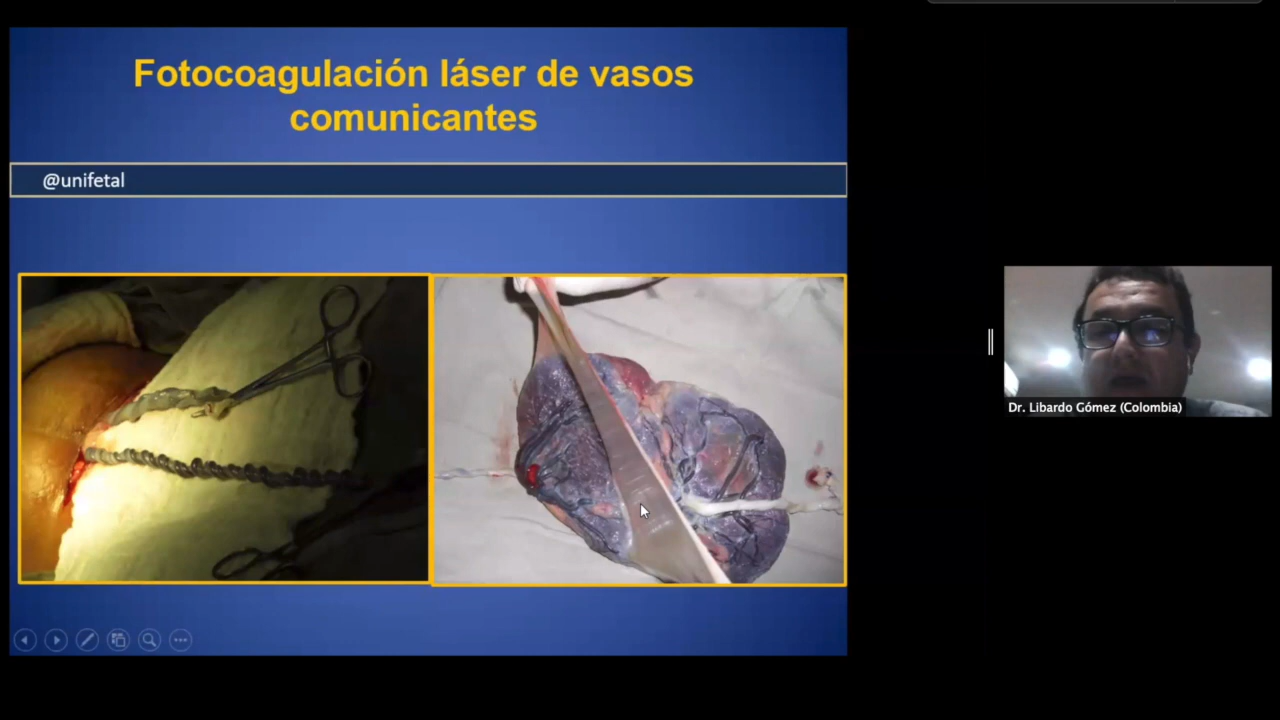 Fotocoagulación láser de vasos
comunicantes
@unifetal
Dr. Libardo Gómez (Colombia)